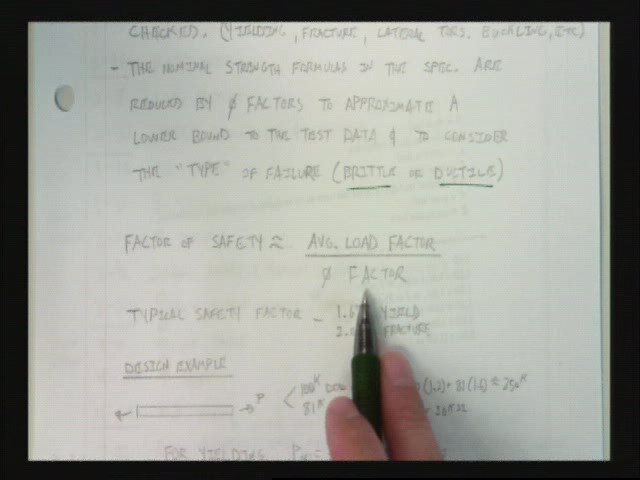 CHECKED. (YIELDING, FRACTURE, LATERAL TORS. BUCKLING, ETC)
- THE NOMINAL STRENGTH FORMULAS IN THE SPEC. ARE
REDUCED BY φ FACTORS TO APPROXIMATE A
LOWER BOUND TO THE TEST DATA & TO CONSIDER
THE "TYPE" OF FAILURE (BRITTLE OR DUCTILE)
FACTOR OF SAFETY ≈ AVG. LOAD FACTOR
φ FACTOR
TYPICAL SAFETY FACTOR - YIELD
FRACTURE
DESIGN EXAMPLE
P
FOR YIELDING